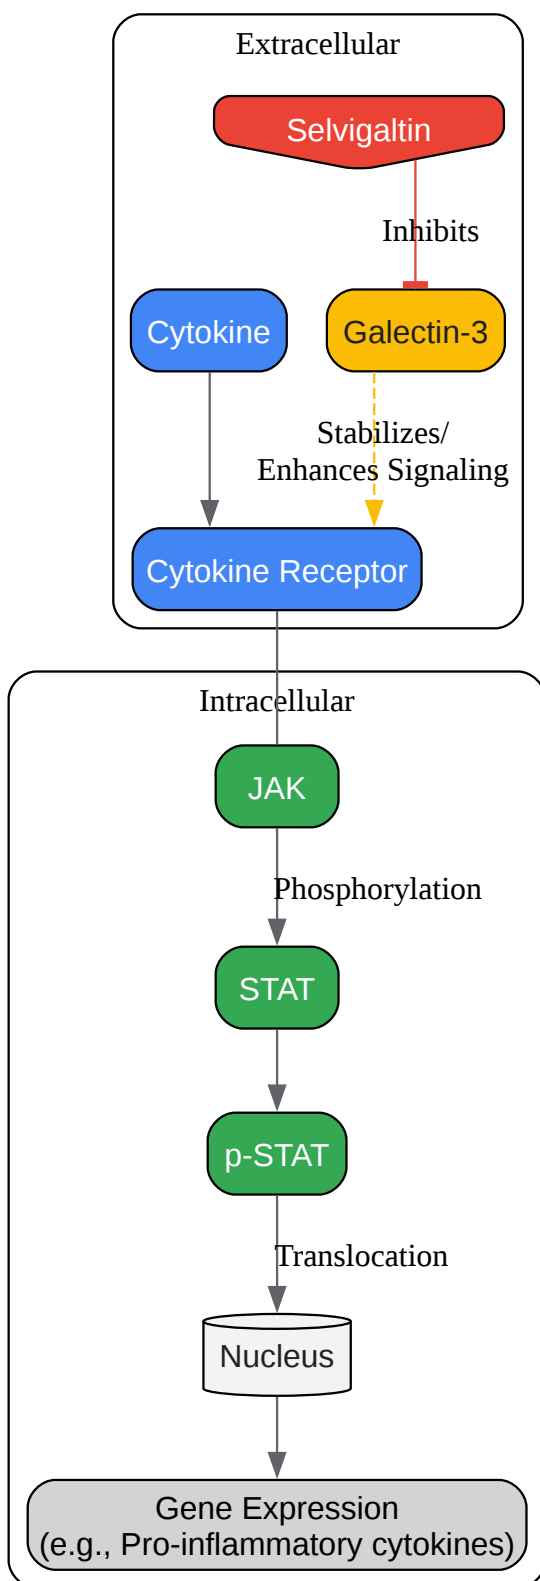 Extracellular
Selvigaltin
Inhibits
Cytokine
Galectin-3
Stabilizes/
Enhances Signaling
Cytokine Receptor
Intracellular
JAK
Phosphorylation
STAT
p-STAT
Translocation
Nucleus
Gene Expression
(e.g., Pro-inflammatory cytokines)